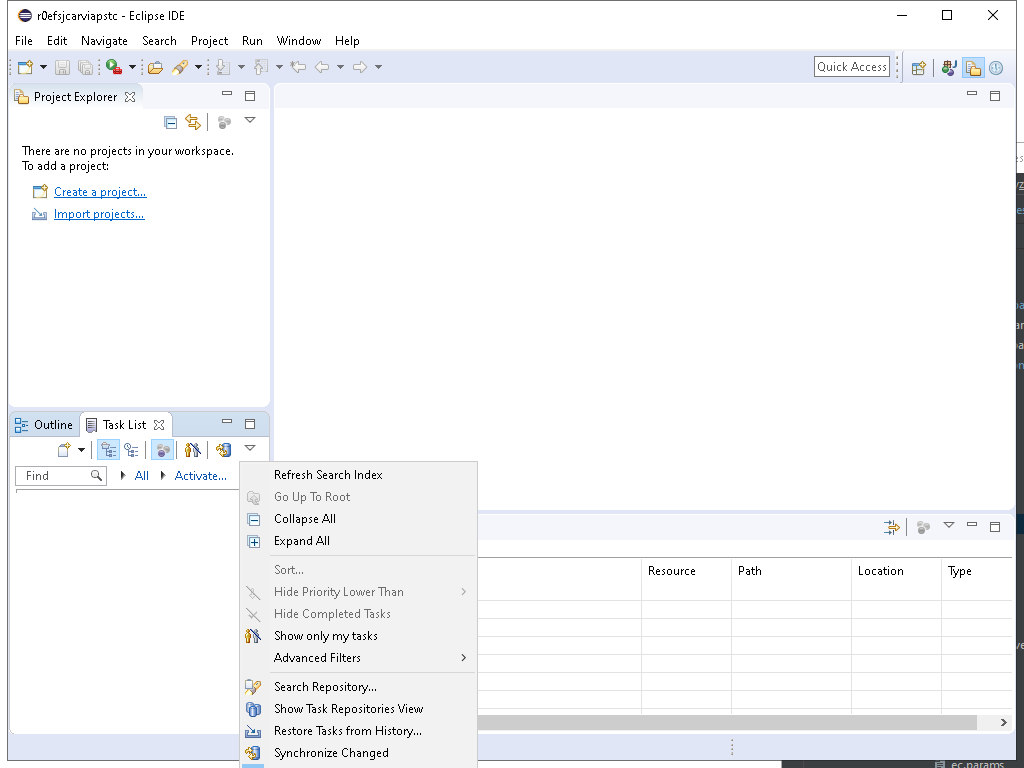 r0efsjcarviapstc - Eclipse IDE
File Edit Navigate Search Project Run Window Help
Quick Access
Project Explorer
There are no projects in your workspace.
To add a project:
Create a project...
Import projects...
Outline Task List
Find All Activate...
Refresh Search Index
Go Up To Root
Collapse All
Expand All
Sort...
Hide Priority Lower Than
Hide Completed Tasks
Show only my tasks
Advanced Filters
Search Repository...
Show Task Repositories View
Restore Tasks from History...
Synchronize Changed
Resource Path Location Type
ec.params